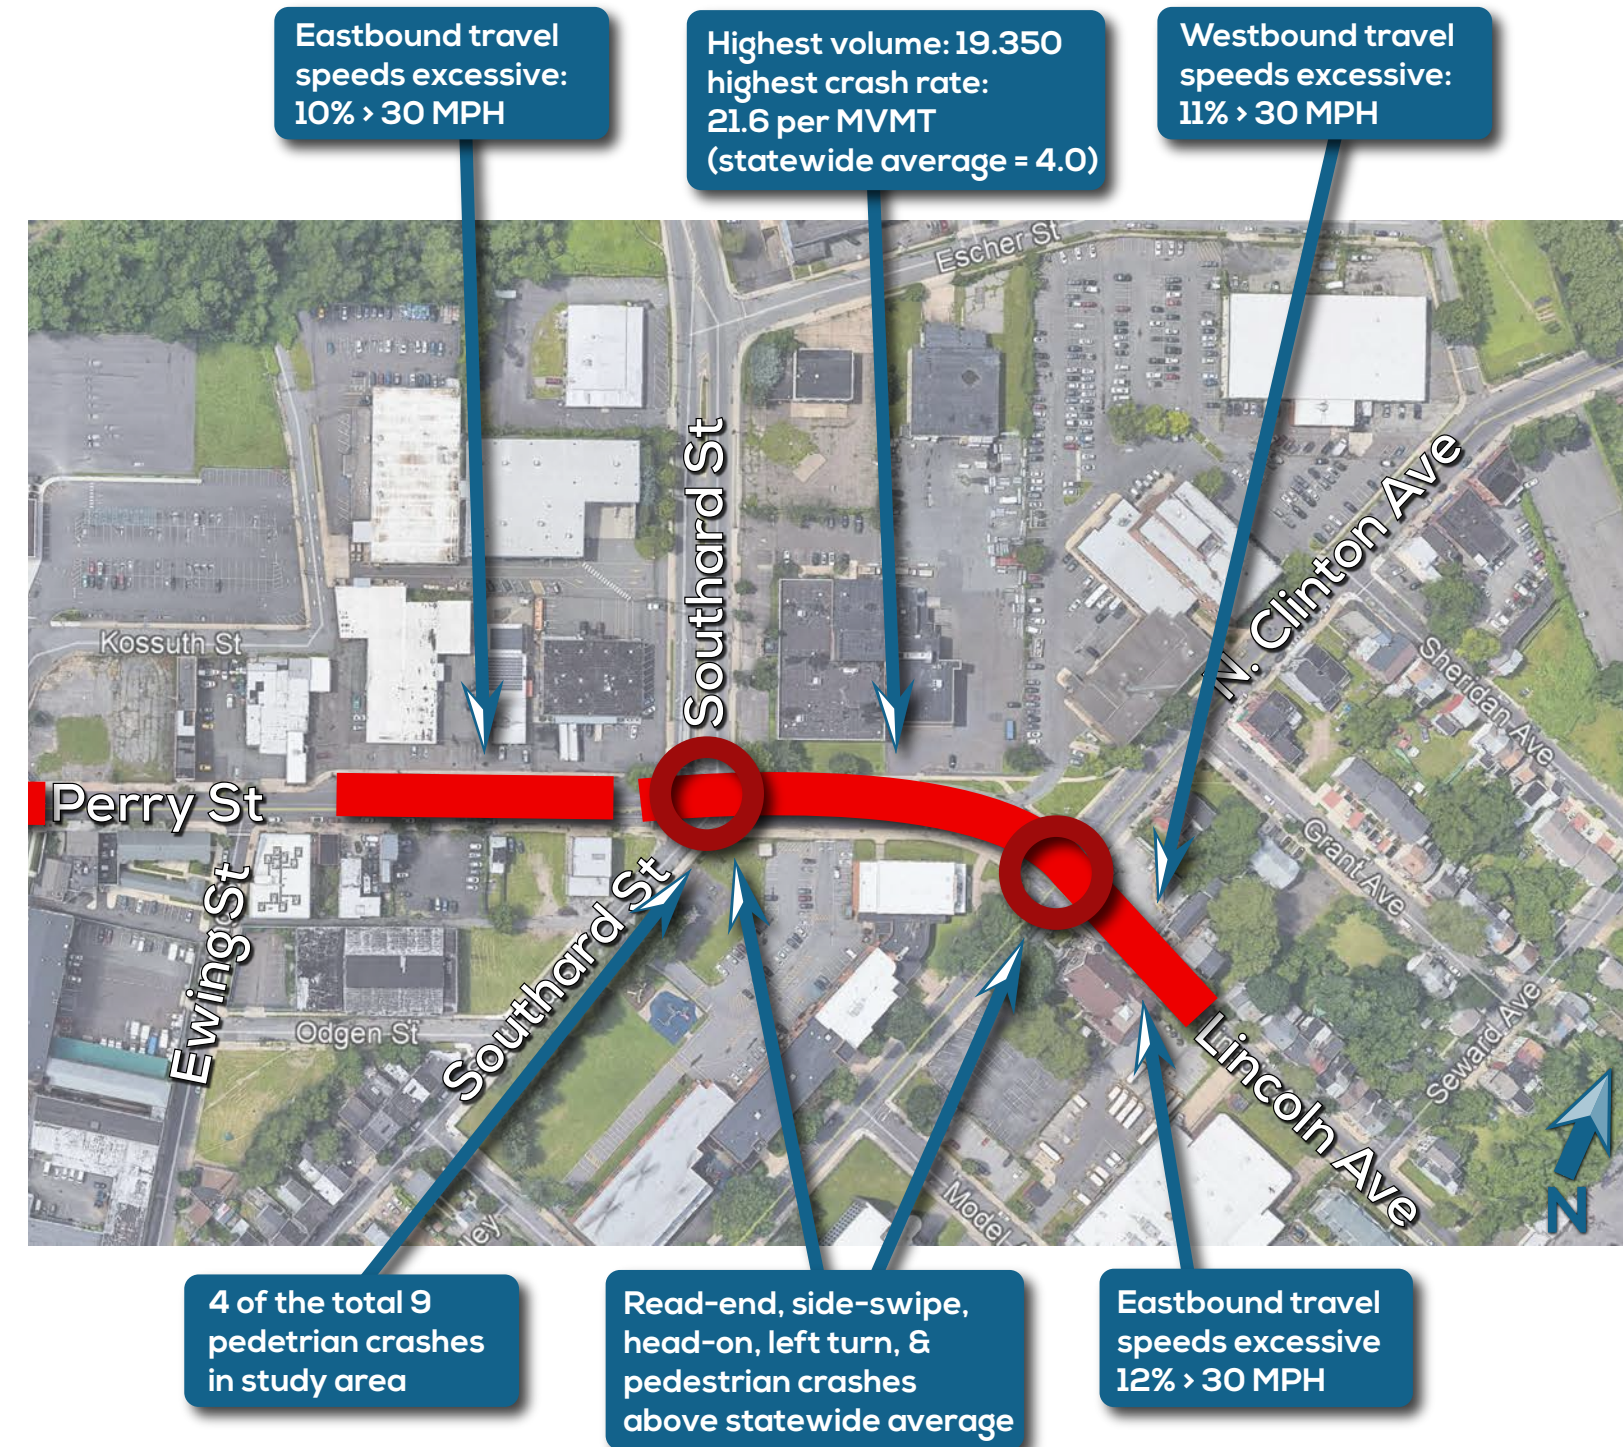 Eastbound travel
speeds excessive:
10% > 30 MPH
Highest volume: 19.350
highest crash rate:
21.6 per MVMT
(statewide average = 4.0)
Westbound travel
speeds excessive:
11% > 30 MPH
Escher St
Southard St
N. Clinton Ave
Kossuth St
Sheridan Ave
Perry St
Grant Ave
Ewing St
Southard St
Odgen St
Seward Ave
Lincoln Ave
Model
lley
N
4 of the total 9
pedetrian crashes
in study area
Read-end, side-swipe,
head-on, left turn, &
pedestrian crashes
above statewide average
Eastbound travel
speeds excessive
12% > 30 MPH